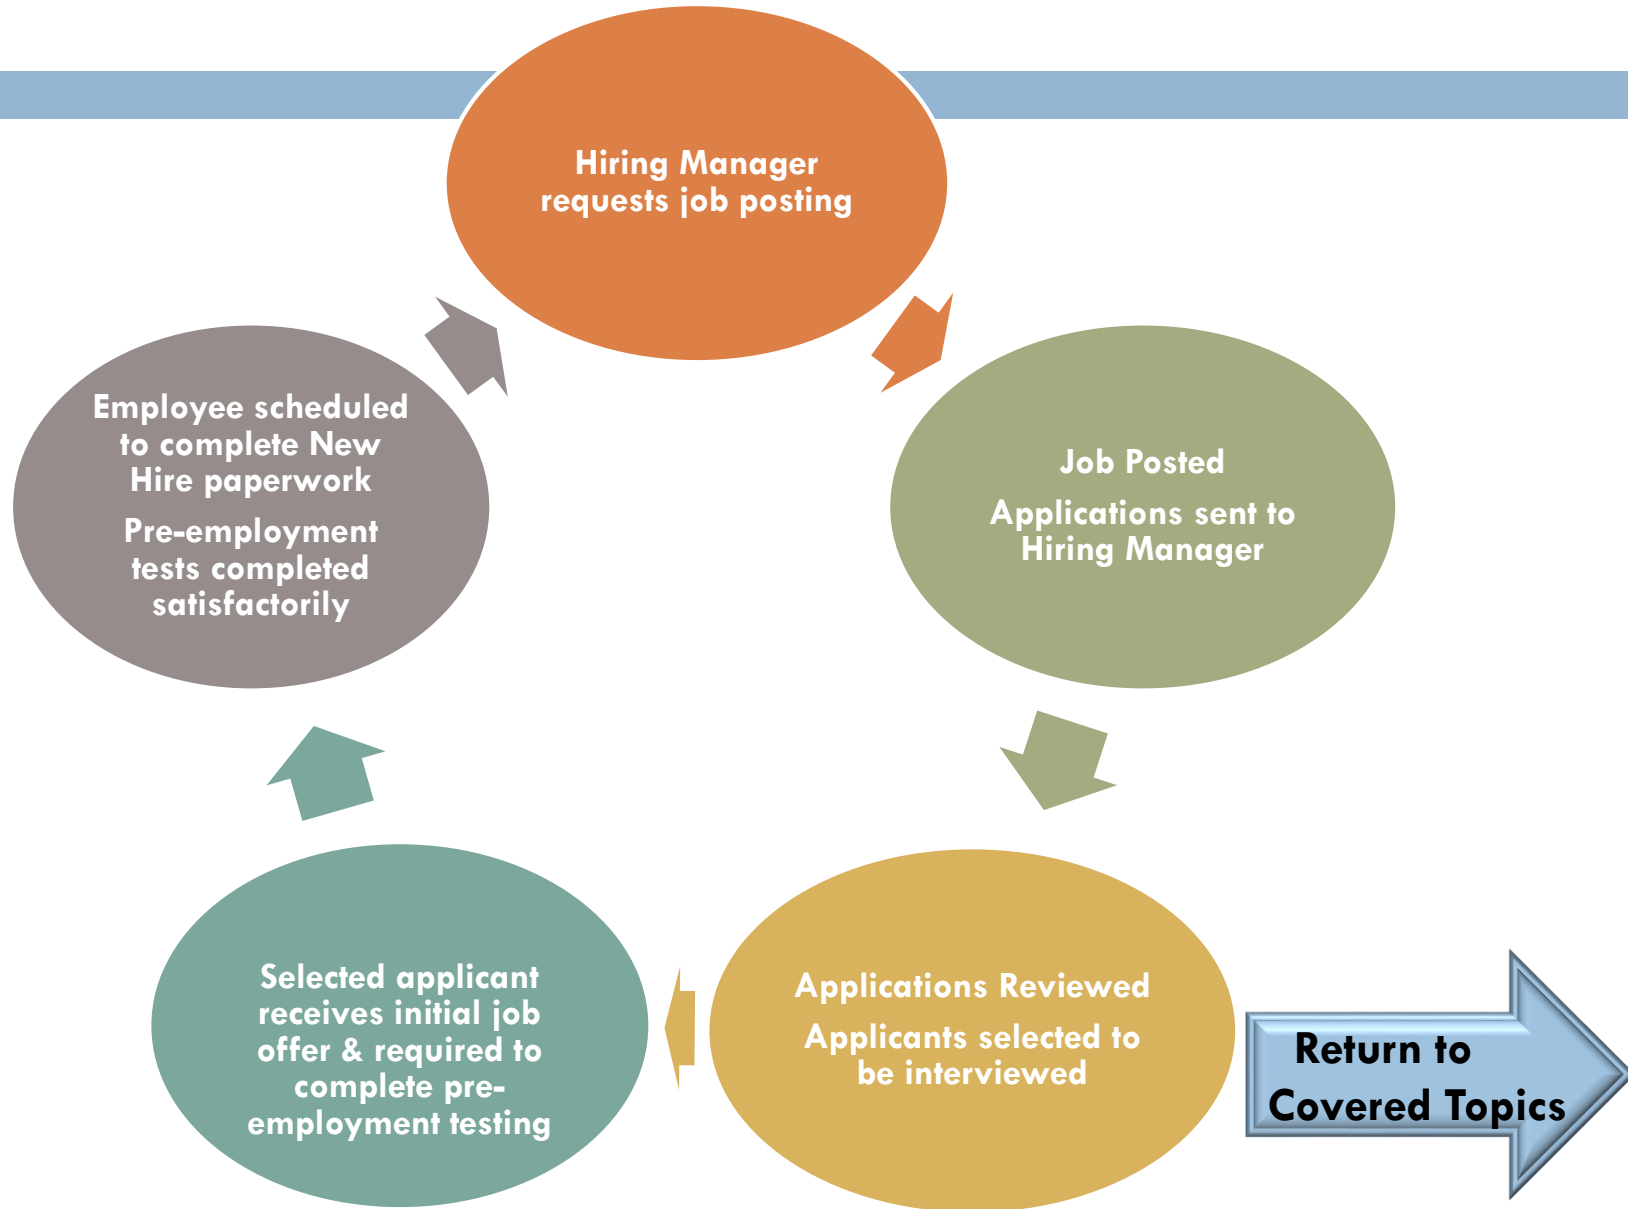 Hiring Manager
requests job posting
Job Posted
Applications sent to
Hiring Manager
Applications Reviewed
Applicants selected to
be interviewed
Selected applicant
receives initial job
offer & required to
complete pre-
employment testing
Employee scheduled
to complete New
Hire paperwork
Pre-employment
tests completed
satisfactorily
Return to
Covered Topics